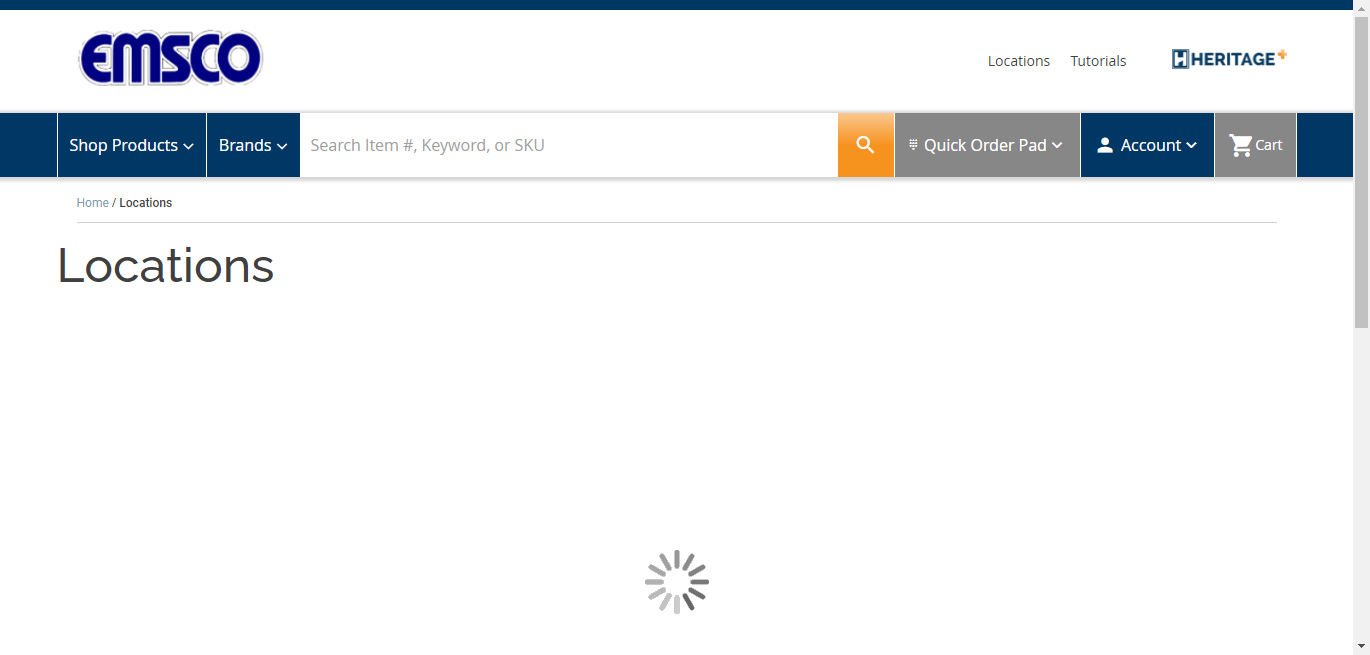 EMSCO
Locations Tutorials HERITAGE+
Shop Products Brands Search Item #, Keyword, or SKU Quick Order Pad Account Cart
Home / Locations
Locations